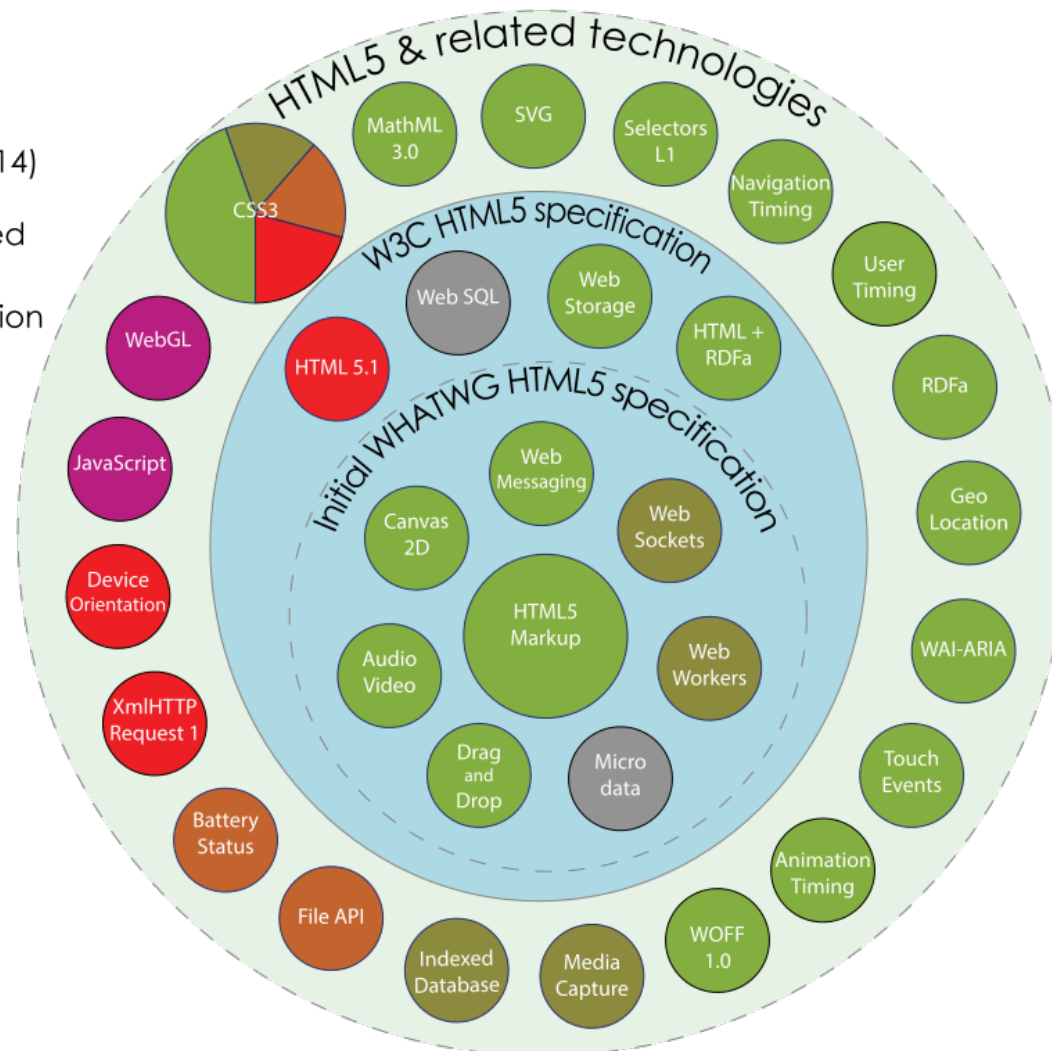 HTML5 & related technologies
14)
ed
tion
MathML
3.0
SVG
Selectors
L1
Navigation
Timing
CSS3
User
Timing
W3C HTML5 specification
Web SQL
Web
Storage
HTML +
RDFa
HTML 5.1
WebGL
RDFa
Initial WHATWG HTML5 specification
JavaScript
Web
Messaging
Canvas
2D
Web
Sockets
Geo
Location
Device
Orientation
HTML5
Markup
Audio
Video
Web
Workers
WAI-ARIA
XmlHTTP
Request 1
Drag
and
Drop
Micro
data
Touch
Events
Battery
Status
Animation
Timing
File API
WOFF
1.0
Indexed
Database
Media
Capture